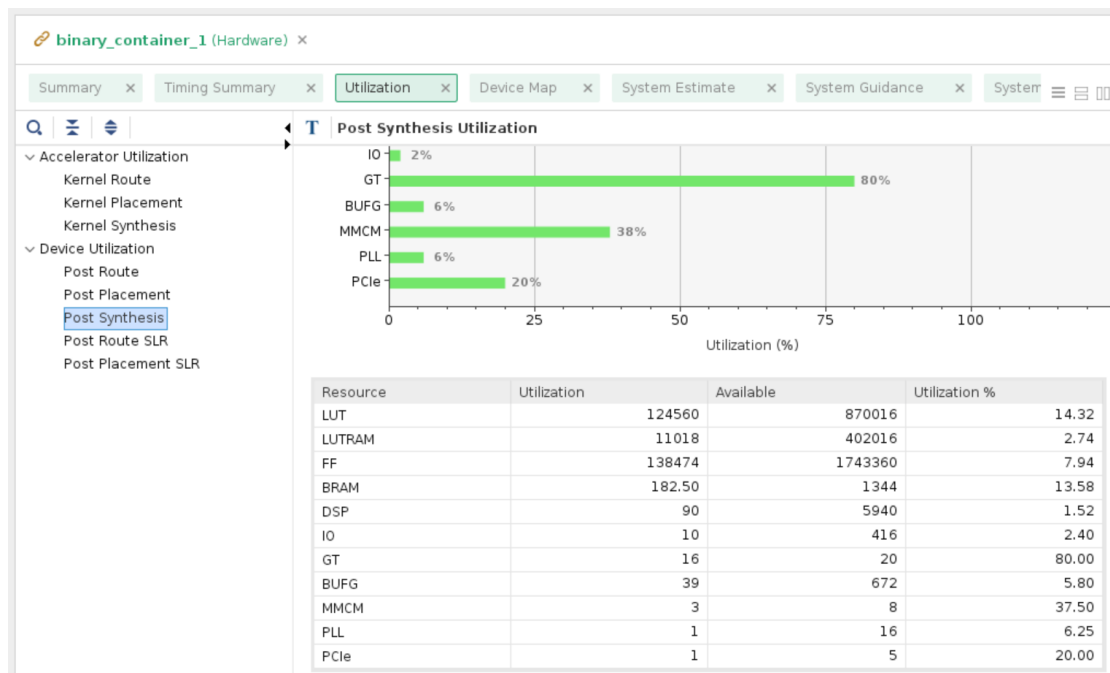 binary_container_1 (Hardware)
Summary Timing Summary Utilization Device Map System Estimate System Guidance System
T Post Synthesis Utilization
Accelerator Utilization
Kernel Route
Kernel Placement
Kernel Synthesis
Device Utilization
Post Route
Post Placement
Post Synthesis
Post Route SLR
Post Placement SLR
IO 2%
GT 80%
BUFG 6%
MMCM 38%
PLL 6%
PCIe 20%
0 25 50 75 100
Utilization (%)
Resource Utilization Available Utilization %
LUT 124560 870016 14.32
LUTRAM 11018 402016 2.74
FF 138474 1743360 7.94
BRAM 182.50 1344 13.58
DSP 90 5940 1.52
IO 10 416 2.40
GT 16 20 80.00
BUFG 39 672 5.80
MMCM 3 8 37.50
PLL 1 16 6.25
PCIe 1 5 20.00